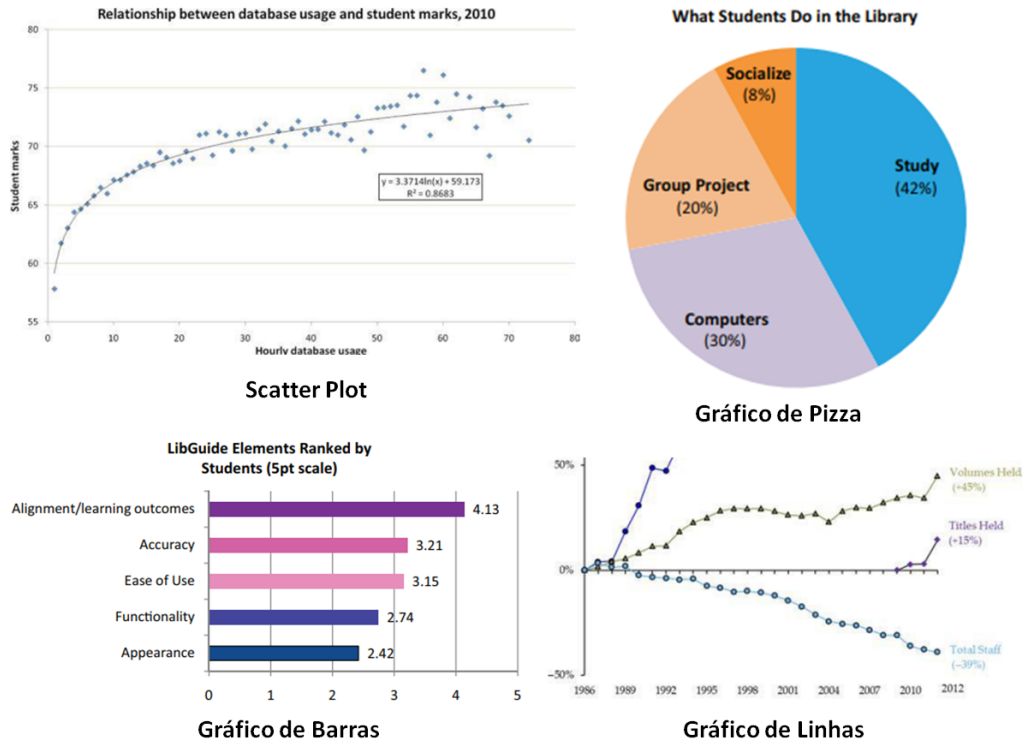 Relationship between database usage and student marks, 2010
80
75
70
65
60
55
Student marks
y = 3.3714ln(x) + 59.173
R² = 0.8683
0 10 20 30 40 50 60 70 80
Hourly database usage
Scatter Plot
What Students Do in the Library
Socialize
(8%)
Study
(42%)
Group Project
(20%)
Computers
(30%)
Gráfico de Pizza
LibGuide Elements Ranked by
Students (5pt scale)
Alignment/learning outcomes 4.13
Accuracy 3.21
Ease of Use 3.15
Functionality 2.74
Appearance 2.42
0 1 2 3 4 5
Gráfico de Barras
50%
Volumes Held
(+45%)
Titles Held
(+15%)
0%
Total Staff
(−39%)
−50%
1986 1989 1992 1995 1998 2001 2004 2007 2010 2012
Gráfico de Linhas